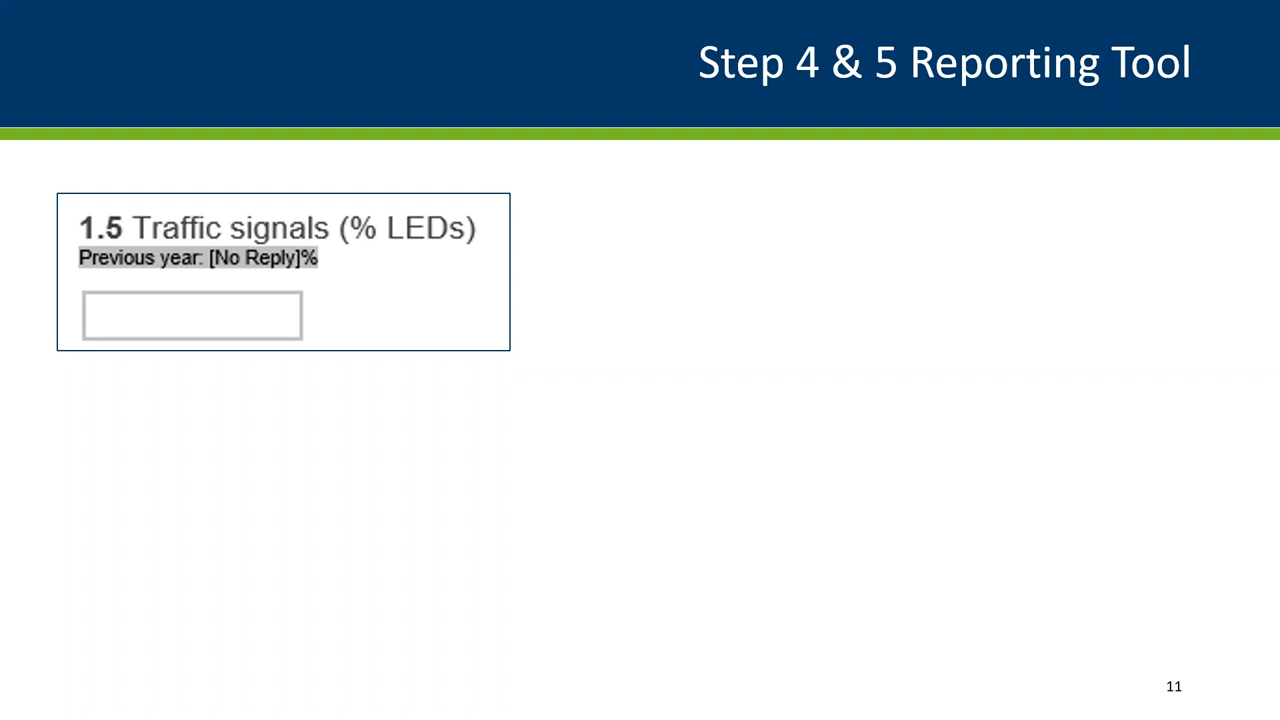 Step 4 & 5 Reporting Tool
1.5 Traffic signals (% LEDs)
Previous year: [No Reply]%
11